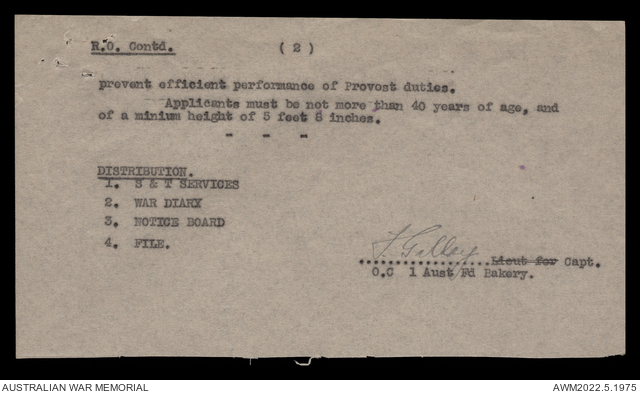 R.O. Contd. ( 2 )
prevent efficient performance of Provost duties.
Applicants must be not more than 40 years of age, and
of a minium height of 5 feet 8 inches.
- - -
DISTRIBUTION.
1. S & T SERVICES
2. WAR DIARY
3. NOTICE BOARD
4. FILE.
..................Lieut for Capt.
O.C 1 Aust Fd Bakery.
AUSTRALIAN WAR MEMORIAL
AWM2022.5.1975